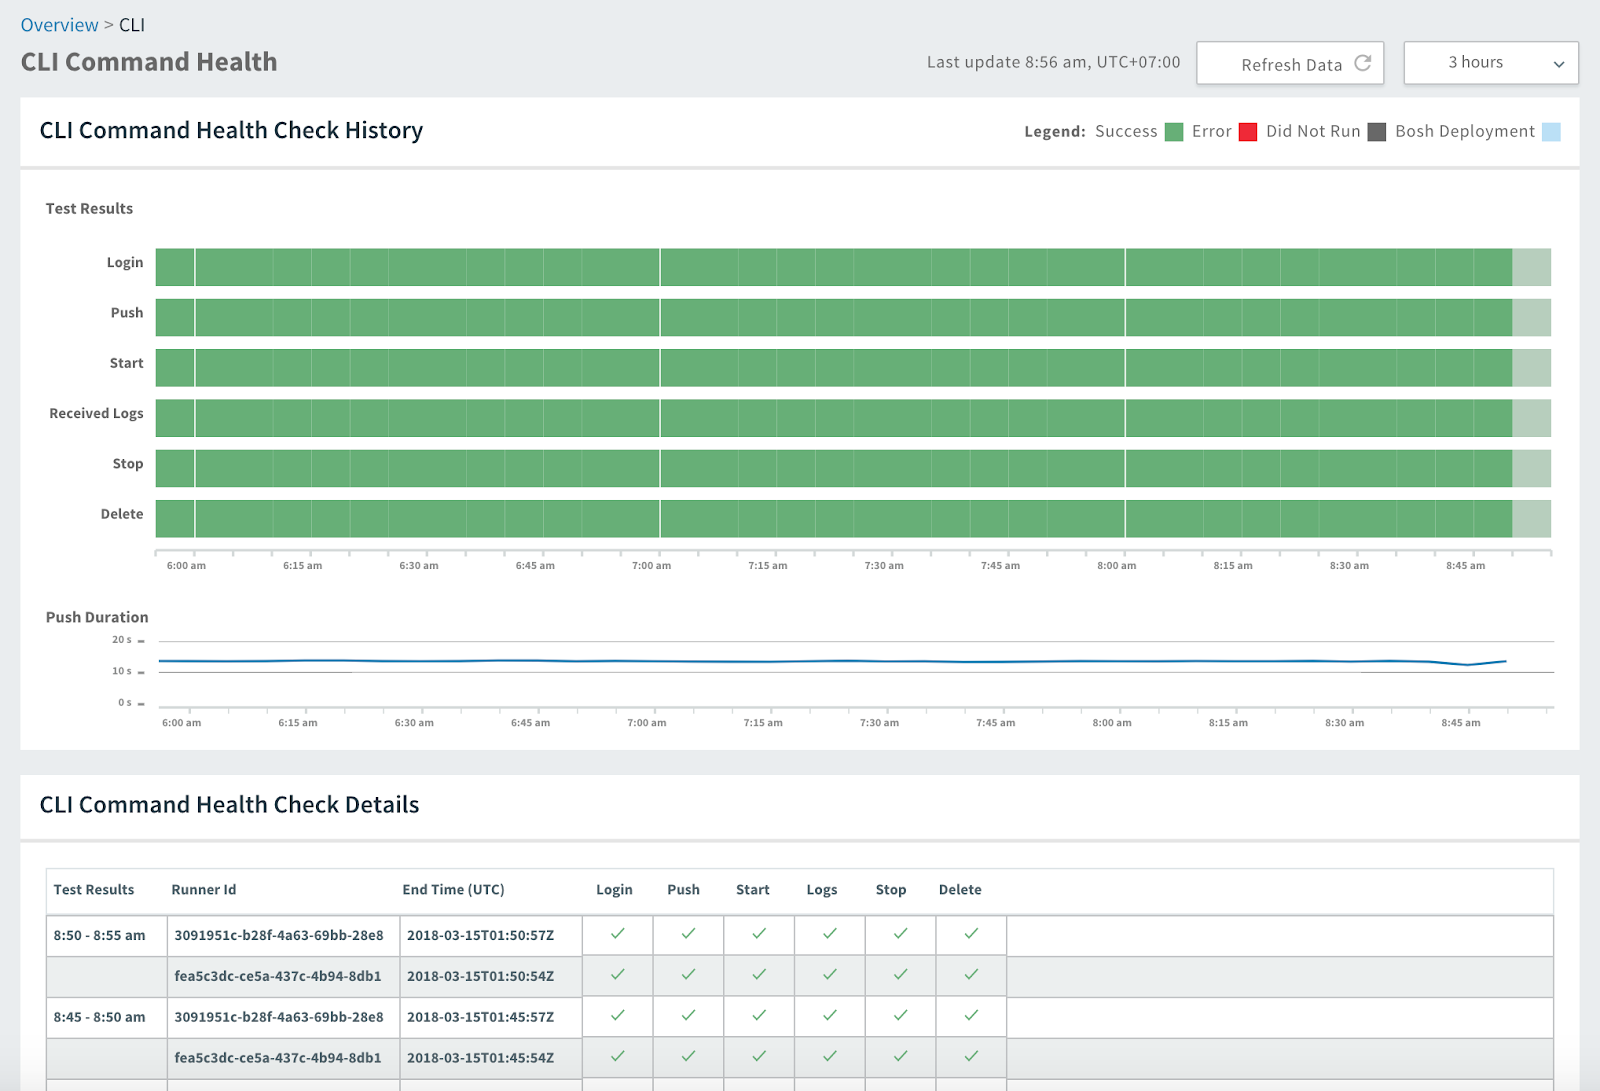 Overview > CLI
CLI Command Health
Last update 8:56 am, UTC+07:00
Refresh Data
3 hours
CLI Command Health Check History
Legend: Success Error Did Not Run Bosh Deployment
Test Results
Login
Push
Start
Received Logs
Stop
Delete
6:00 am 6:15 am 6:30 am 6:45 am 7:00 am 7:15 am 7:30 am 7:45 am 8:00 am 8:15 am 8:30 am 8:45 am
Push Duration
20 s
10 s
0 s
6:00 am 6:15 am 6:30 am 6:45 am 7:00 am 7:15 am 7:30 am 7:45 am 8:00 am 8:15 am 8:30 am 8:45 am
CLI Command Health Check Details
Test Results Runner Id End Time (UTC) Login Push Start Logs Stop Delete
8:50 - 8:55 am 3091951c-b28f-4a63-69bb-28e8 2018-03-15T01:50:57Z
fea5c3dc-ce5a-437c-4b94-8db1 2018-03-15T01:50:54Z
8:45 - 8:50 am 3091951c-b28f-4a63-69bb-28e8 2018-03-15T01:45:57Z
fea5c3dc-ce5a-437c-4b94-8db1 2018-03-15T01:45:54Z